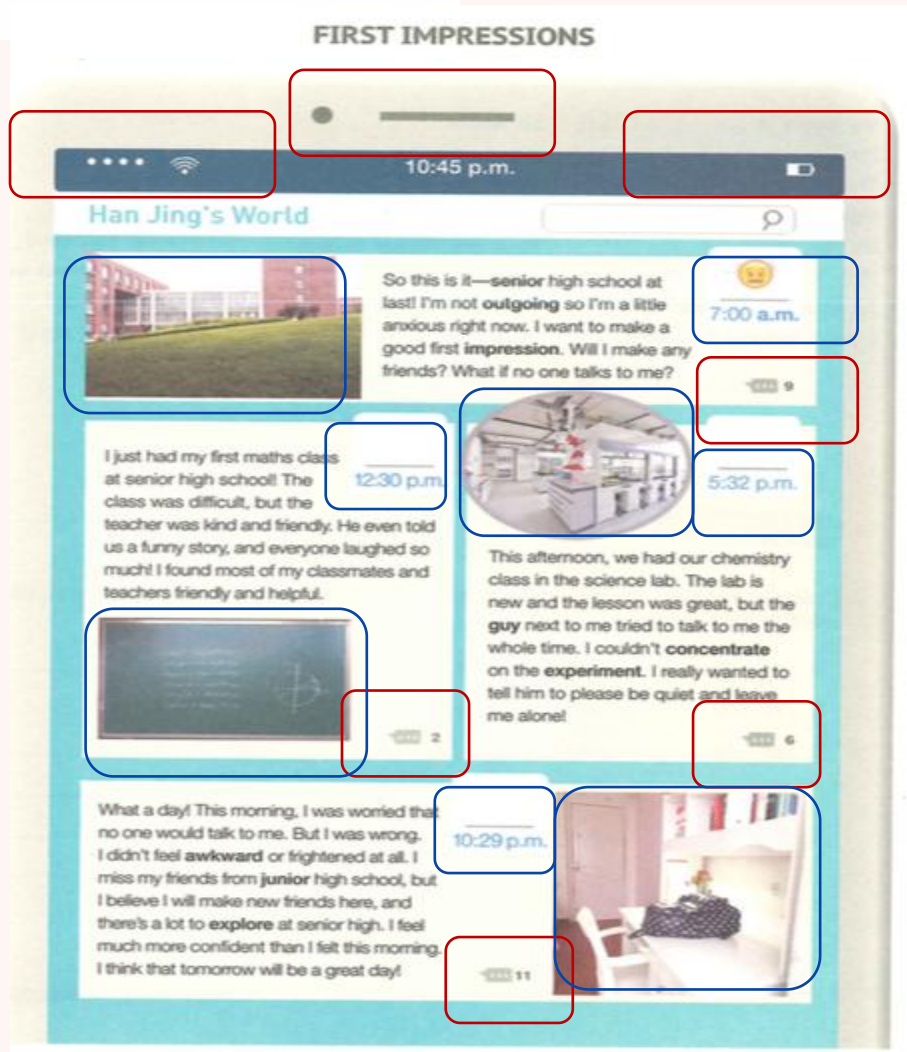 FIRST IMPRESSIONS
10:45 p.m.
Han Jing's World
So this is it—senior high school at
last! I'm not outgoing so I'm a little
anxious right now. I want to make a
good first impression. Will I make any
friends? What if no one talks to me?
7:00 a.m.
9
I just had my first maths class
at senior high school! The
class was difficult, but the
teacher was kind and friendly. He even told
us a funny story, and everyone laughed so
much! I found most of my classmates and
teachers friendly and helpful.
12:30 p.m.
2
5:32 p.m.
This afternoon, we had our chemistry
class in the science lab. The lab is
new and the lesson was great, but the
guy next to me tried to talk to me the
whole time. I couldn't concentrate
on the experiment. I really wanted to
tell him to please be quiet and leave
me alone!
6
What a day! This morning, I was worried that
no one would talk to me. But I was wrong.
I didn't feel awkward or frightened at all. I
miss my friends from junior high school, but
I believe I will make new friends here, and
there's a lot to explore at senior high. I feel
much more confident than I felt this morning.
I think that tomorrow will be a great day!
10:29 p.m.
11